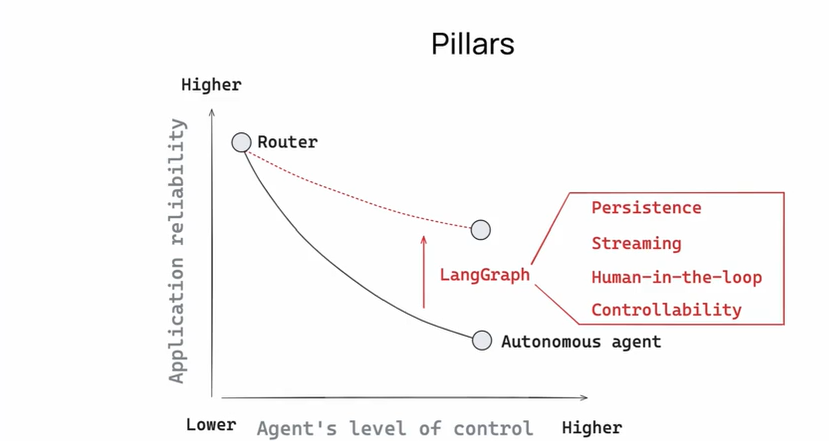 Pillars
Higher
Router
Application reliability
Persistence
Streaming
LangGraph
Human-in-the-loop
Controllability
Autonomous agent
Lower
Agent's level of control
Higher